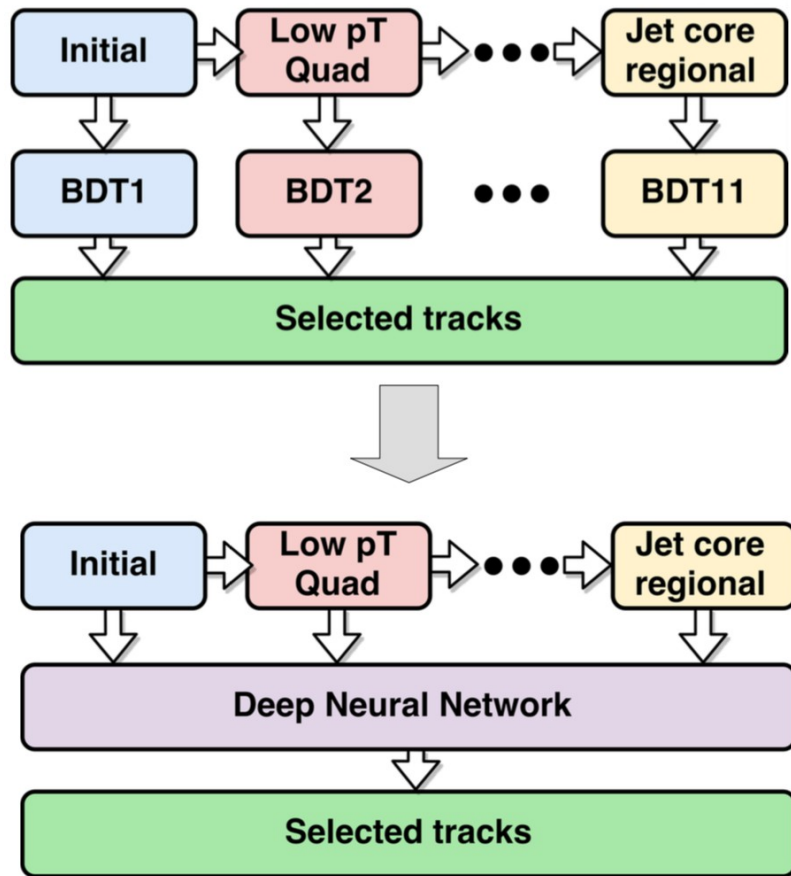 Initial
Low pT
Quad
Jet core
regional
BDT1
BDT2
BDT11
Selected tracks
Initial
Low pT
Quad
Jet core
regional
Deep Neural Network
Selected tracks